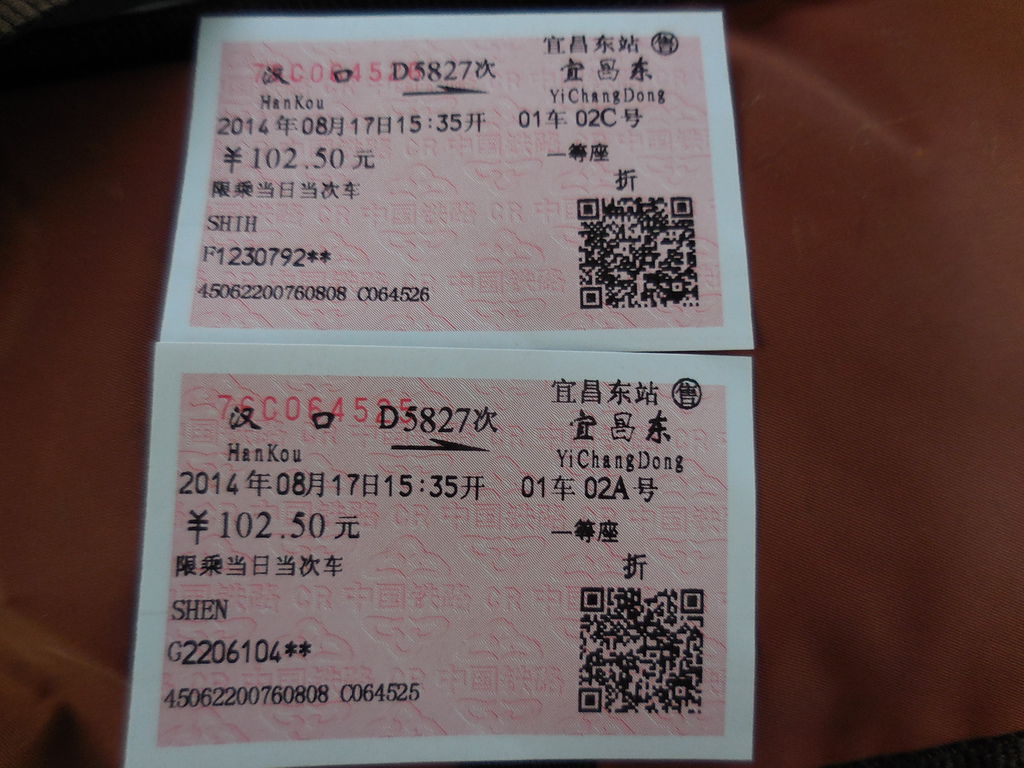 宜昌东站 售
76C064526
汉口 D5827次 宜昌东
HanKou YiChangDong
2014年08月17日15:35开 01车 02C号
¥102.50元 一等座
限乘当日当次车 折
SHIH
F1230792**
45062200760808 C064526
宜昌东站 售
76C064525
汉口 D5827次 宜昌东
HanKou YiChangDong
2014年08月17日15:35开 01车 02A号
¥102.50元 一等座
限乘当日当次车 折
SHEN
G2206104**
45062200760808 C064525